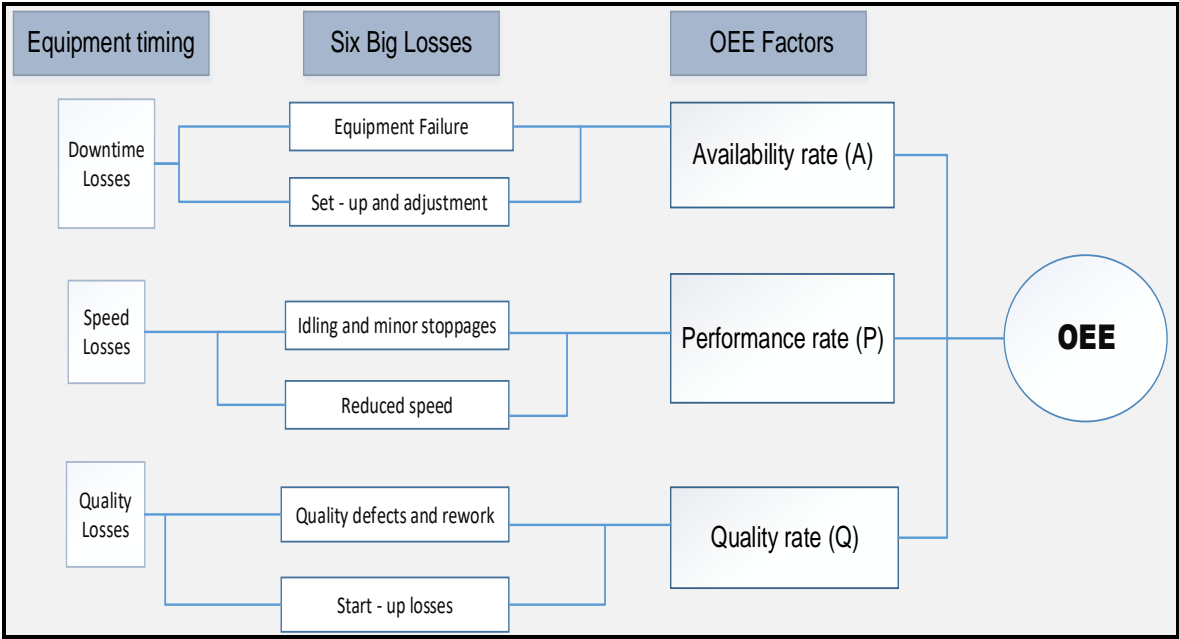 Equipment timing
Six Big Losses
OEE Factors
Downtime
Losses
Equipment Failure
Set - up and adjustment
Availability rate (A)
Speed
Losses
Idling and minor stoppages
Reduced speed
Performance rate (P)
OEE
Quality
Losses
Quality defects and rework
Start - up losses
Quality rate (Q)